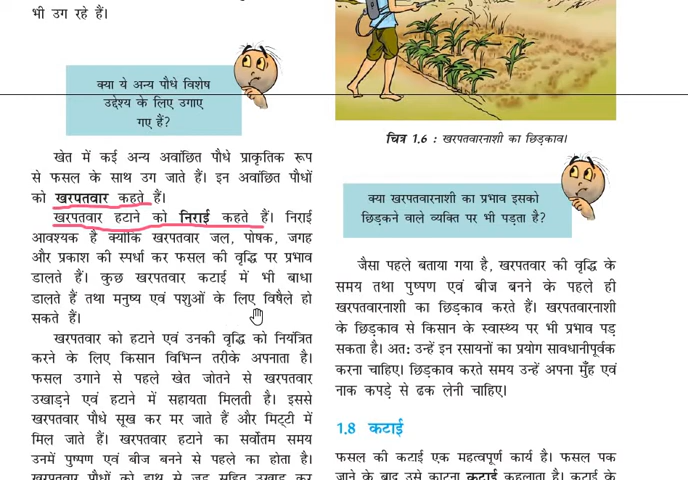 भी उग रहे हैं।
क्या ये अन्य पौधे विशेष
उद्देश्य के लिए उगाए
गए हैं?
खेत में कई अन्य अवांछित पौधे प्राकृतिक रूप
से फसल के साथ उग जाते हैं। इन अवांछित पौधों
को खरपतवार कहते हैं।
खरपतवार हटाने को निराई कहते हैं। निराई
आवश्यक है क्योंकि खरपतवार जल, पोषक, जगह
और प्रकाश की स्पर्धा कर फसल की वृद्धि पर प्रभाव
डालते हैं। कुछ खरपतवार कटाई में भी बाधा
डालते हैं तथा मनुष्य एवं पशुओं के लिए विषैले हो
सकते हैं।
खरपतवार को हटाने एवं उनकी वृद्धि को नियंत्रित
करने के लिए किसान विभिन्न तरीके अपनाता है।
फसल उगाने से पहले खेत जोतने से खरपतवार
उखाड़ने एवं हटाने में सहायता मिलती है। इससे
खरपतवार पौधे सूख कर मर जाते हैं और मिट्टी में
मिल जाते हैं। खरपतवार हटाने का सर्वोतम समय
उनमें पुष्पण एवं बीज बनने से पहले का होता है।
खरपतवार पौधों को हाथ से जड़ सहित उखाड़ कर
चित्र 1.6 : खरपतवारनाशी का छिड़काव।
क्या खरपतवारनाशी का प्रभाव इसको
छिड़कने वाले व्यक्ति पर भी पड़ता है?
जैसा पहले बताया गया है, खरपतवार की वृद्धि के
समय तथा पुष्पण एवं बीज बनने के पहले ही
खरपतवारनाशी का छिड़काव करते हैं। खरपतवारनाशी
के छिड़काव से किसान के स्वास्थ्य पर भी प्रभाव पड़
सकता है। अत: उन्हें इन रसायनों का प्रयोग सावधानीपूर्वक
करना चाहिए। छिड़काव करते समय उन्हें अपना मुँह एवं
नाक कपड़े से ढक लेनी चाहिए।
1.8 कटाई
फसल की कटाई एक महत्वपूर्ण कार्य है। फसल पक
जाने के बाद उसे काटना कटाई कहलाता है। कटाई के